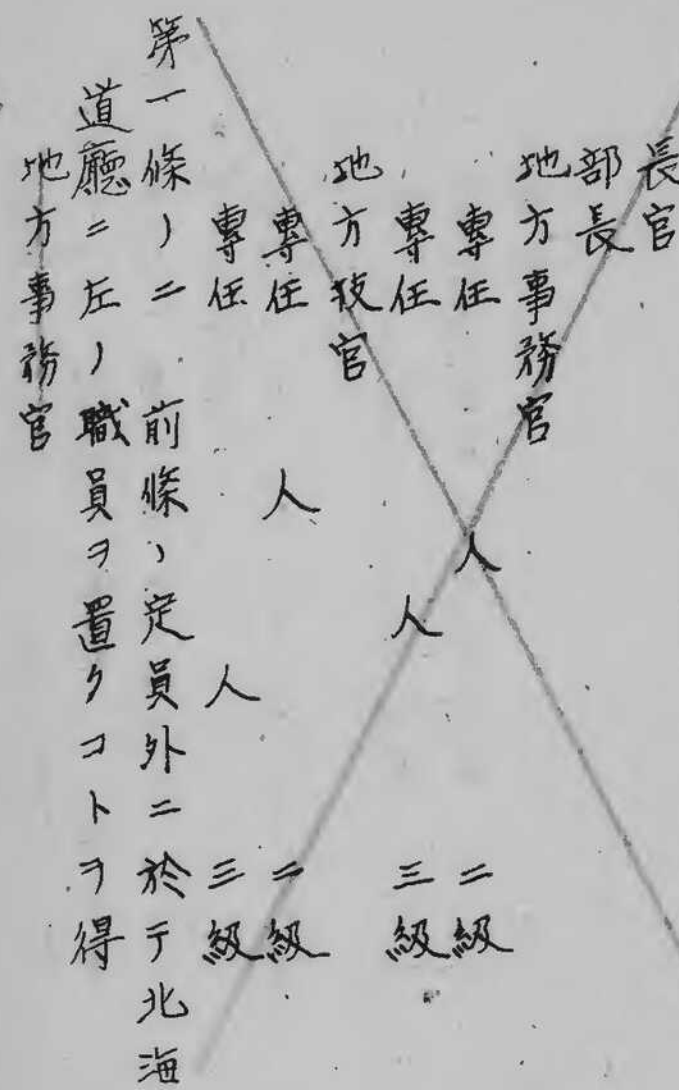 長官
部長
地方事務官
專任 人 二級
專任 人 三級
地方技官
專任 人 二級
專任 人 三級
第一條ノ二 前條ノ定員外ニ於テ北海
道廳ニ左ノ職員ヲ置クコトヲ得
地方事務官